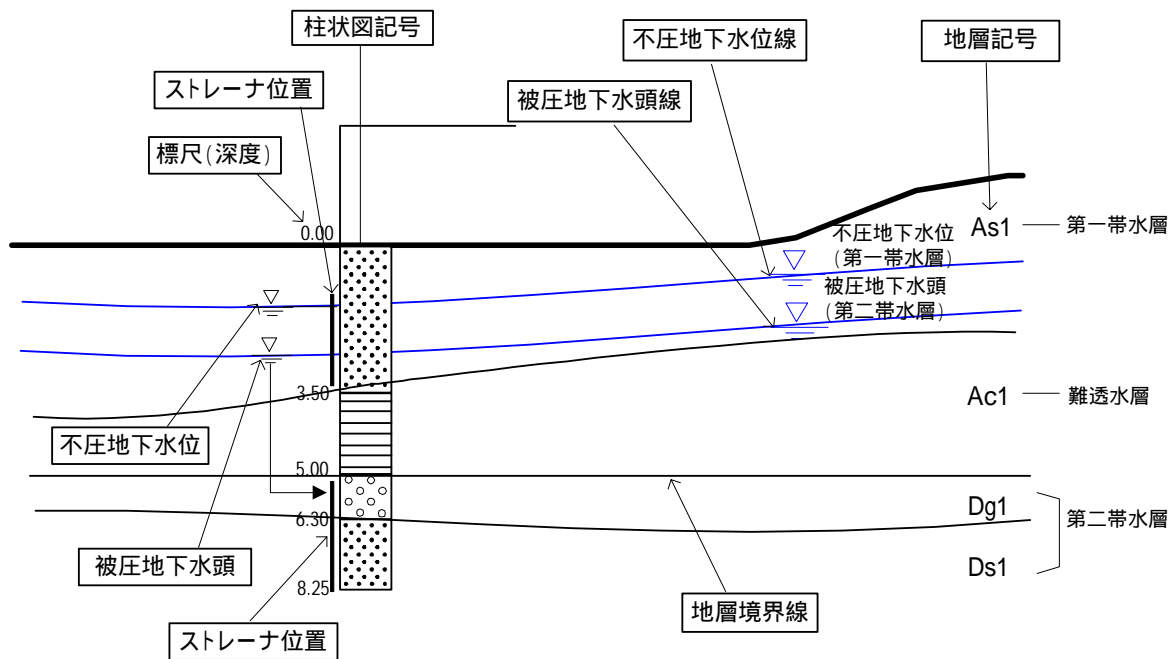 柱状図記号
不圧地下水位線
地層記号
ストレーナ位置
被圧地下水頭線
標尺(深度)
0.00
As1
第一帯水層
不圧地下水位
(第一帯水層)
被圧地下水頭
(第二帯水層)
3.50
Ac1
難透水層
不圧地下水位
5.00
Dg1
6.30
第二帯水層
被圧地下水頭
Ds1
8.25
地層境界線
ストレーナ位置